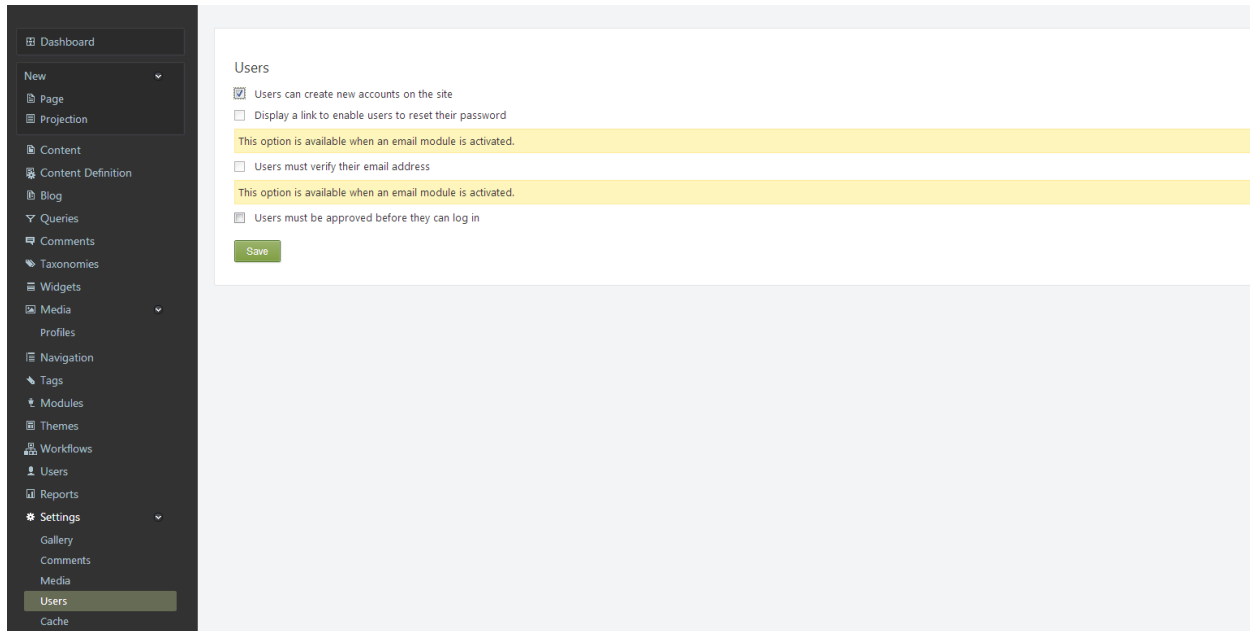 Dashboard
New
Page
Projection
Content
Content Definition
Blog
Queries
Comments
Taxonomies
Widgets
Media
Profiles
Navigation
Tags
Modules
Themes
Workflows
Users
Reports
Settings
Gallery
Comments
Media
Users
Cache
Users
Users can create new accounts on the site
Display a link to enable users to reset their password
This option is available when an email module is activated.
Users must verify their email address
This option is available when an email module is activated.
Users must be approved before they can log in
Save